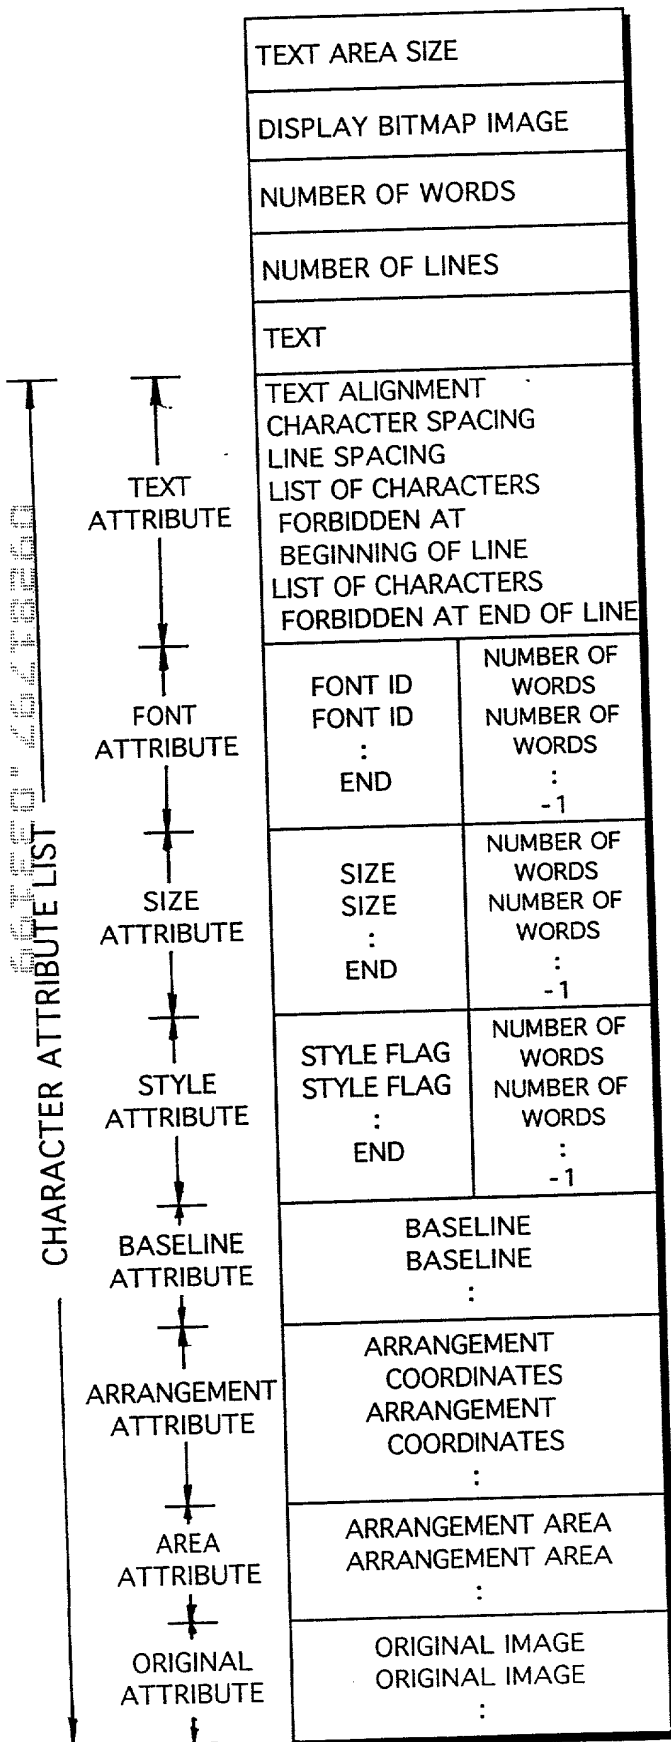 TEXT AREA SIZE
DISPLAY BITMAP IMAGE
NUMBER OF WORDS
NUMBER OF LINES
TEXT
CHARACTER ATTRIBUTE LIST
TEXT
ATTRIBUTE
TEXT ALIGNMENT
CHARACTER SPACING
LINE SPACING
LIST OF CHARACTERS
FORBIDDEN AT
BEGINNING OF LINE
LIST OF CHARACTERS
FORBIDDEN AT END OF LINE
FONT
ATTRIBUTE
FONT ID
FONT ID
:
END
NUMBER OF
WORDS
NUMBER OF
WORDS
:
-1
SIZE
ATTRIBUTE
SIZE
SIZE
:
END
NUMBER OF
WORDS
NUMBER OF
WORDS
:
-1
STYLE
ATTRIBUTE
STYLE FLAG
STYLE FLAG
:
END
NUMBER OF
WORDS
NUMBER OF
WORDS
:
-1
BASELINE
ATTRIBUTE
BASELINE
BASELINE
:
ARRANGEMENT
ATTRIBUTE
ARRANGEMENT
COORDINATES
ARRANGEMENT
COORDINATES
:
AREA
ATTRIBUTE
ARRANGEMENT AREA
ARRANGEMENT AREA
:
ORIGINAL
ATTRIBUTE
ORIGINAL IMAGE
ORIGINAL IMAGE
: